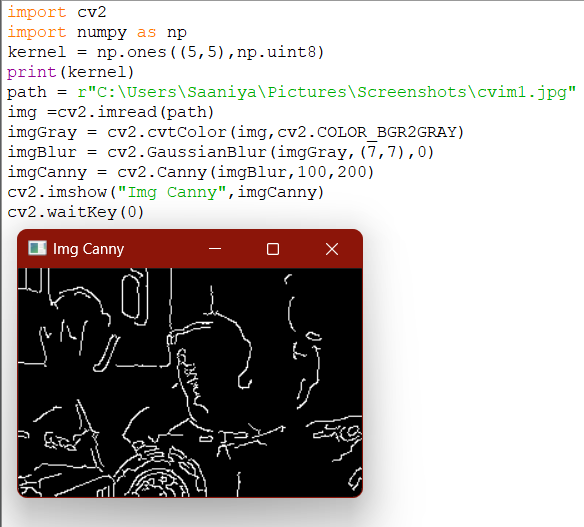 import cv2
import numpy as np
kernel = np.ones((5,5),np.uint8)
print(kernel)
path = r"C:\Users\Saaniya\Pictures\Screenshots\cvim1.jpg"
img =cv2.imread(path)
imgGray = cv2.cvtColor(img,cv2.COLOR_BGR2GRAY)
imgBlur = cv2.GaussianBlur(imgGray,(7,7),0)
imgCanny = cv2.Canny(imgBlur,100,200)
cv2.imshow("Img Canny",imgCanny)
cv2.waitKey(0)
Img Canny